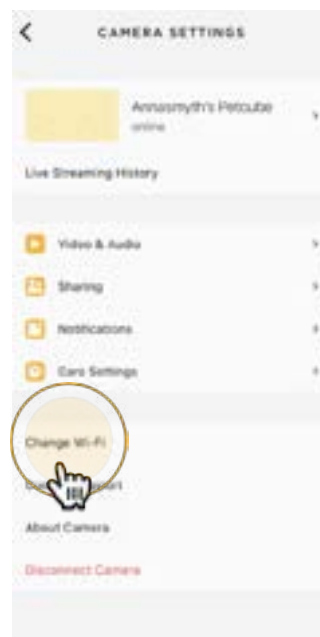 CAMERA SETTINGS
Annasmyth's Petcube
online
Live Streaming History
Video & Audio
Sharing
Notifications
Care Settings
Change Wi-Fi
About Camera
Disconnect Camera